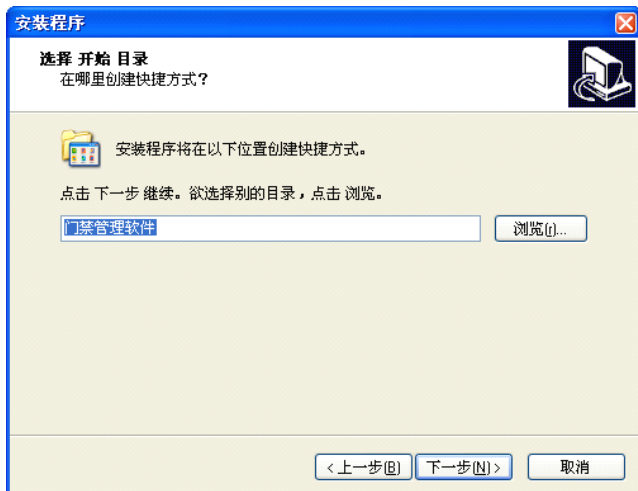 安装程序
选择 开始 目录
在哪里创建快捷方式?
安装程序将在以下位置创建快捷方式。
点击 下一步 继续。欲选择别的目录,点击 浏览。
门禁管理软件
浏览(r)...
<上一步(B)
下一步(N)>
取消